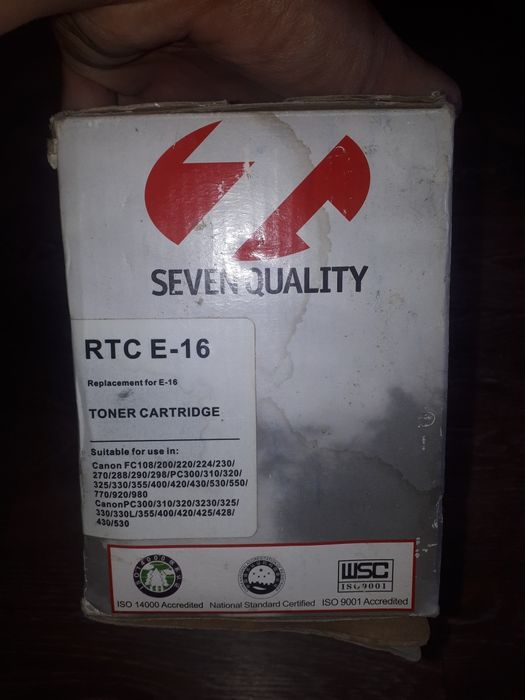 SEVEN QUALITY
RTC E-16
Replacement for E-16
TONER CARTRIDGE
Suitable for use in:
Canon FC108/200/220/224/230/
270/288/290/298/PC300/310/320/
325/330/355/400/420/430/530/550/
770/920/980
CanonPC300/310/320/3230/325/
330/330L/355/400/420/425/428/
430/530
WSC
ISO9001
ISO 14000 Accredited National Standard Certified ISO 9001 Accredited